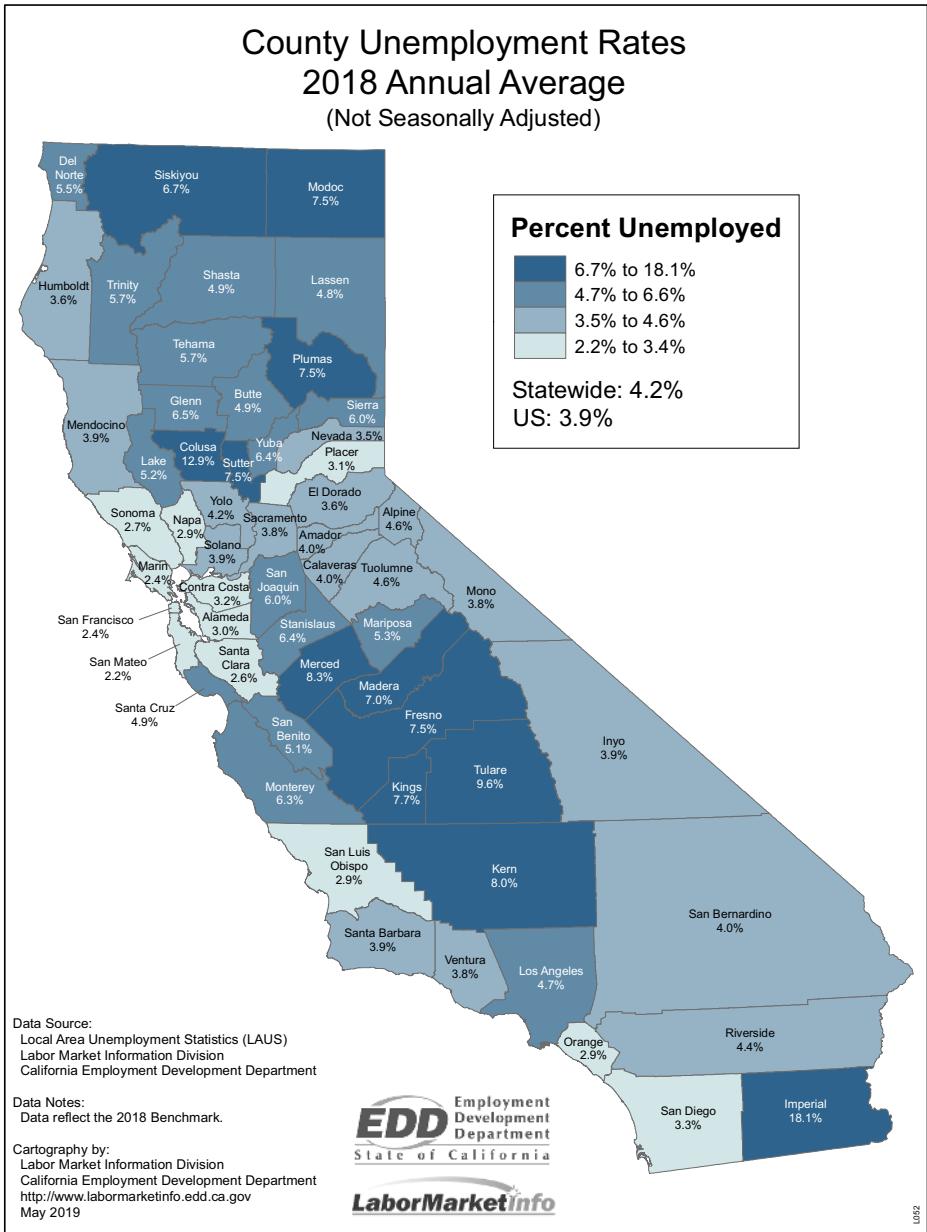 County Unemployment Rates
2018 Annual Average
(Not Seasonally Adjusted)
Percent Unemployed
6.7% to 18.1%
4.7% to 6.6%
3.5% to 4.6%
2.2% to 3.4%
Statewide: 4.2%
US: 3.9%
Del
Norte
5.5%
Siskiyou
6.7%
Modoc
7.5%
Humboldt
3.6%
Trinity
5.7%
Shasta
4.9%
Lassen
4.8%
Tehama
5.7%
Plumas
7.5%
Mendocino
3.9%
Glenn
6.5%
Butte
4.9%
Sierra
6.0%
Lake
5.2%
Colusa
12.9%
Sutter
7.5%
Yuba
6.4%
Nevada 3.5%
Placer
3.1%
Sonoma
2.7%
Napa
2.9%
Yolo
4.2%
Sacramento
3.8%
El Dorado
3.6%
Alpine
4.6%
Solano
3.9%
Amador
4.0%
Marin
2.4%
Contra Costa
3.2%
San
Joaquin
6.0%
Calaveras
4.0%
Tuolumne
4.6%
Mono
3.8%
San Francisco
2.4%
Alameda
3.0%
Stanislaus
6.4%
Mariposa
5.3%
San Mateo
2.2%
Santa
Clara
2.6%
Merced
8.3%
Madera
7.0%
Santa Cruz
4.9%
San
Benito
5.1%
Fresno
7.5%
Inyo
3.9%
Monterey
6.3%
Kings
7.7%
Tulare
9.6%
San Luis
Obispo
2.9%
Kern
8.0%
San Bernardino
4.0%
Santa Barbara
3.9%
Ventura
3.8%
Los Angeles
4.7%
Orange
2.9%
Riverside
4.4%
San Diego
3.3%
Imperial
18.1%
Data Source:
Local Area Unemployment Statistics (LAUS)
Labor Market Information Division
California Employment Development Department
Data Notes:
Data reflect the 2018 Benchmark.
Cartography by:
Labor Market Information Division
California Employment Development Department
http://www.labormarketinfo.edd.ca.gov
May 2019
EDD
Employment
Development
Department
State of California
LaborMarketInfo
L052